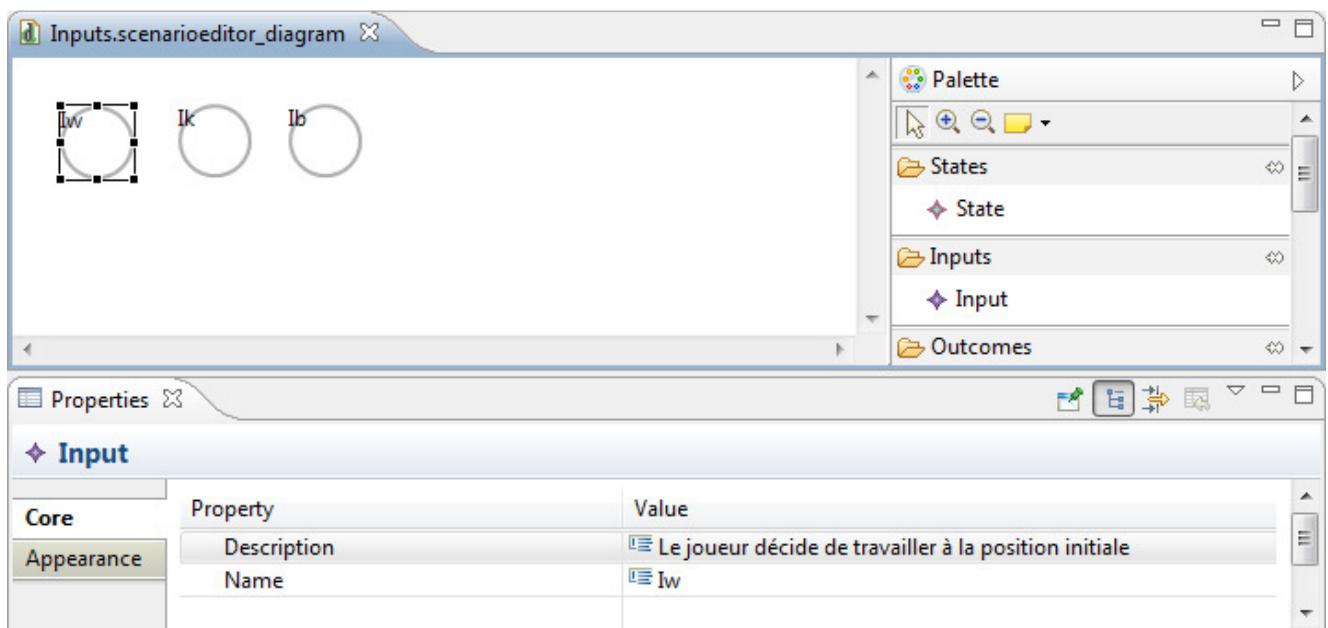 Inputs.scenarioeditor_diagram
Iw Ik Ib
Palette
States
State
Inputs
Input
Outcomes
Properties
Input
Core
Appearance
Property Value
Description Le joueur décide de travailler à la position initiale
Name Iw